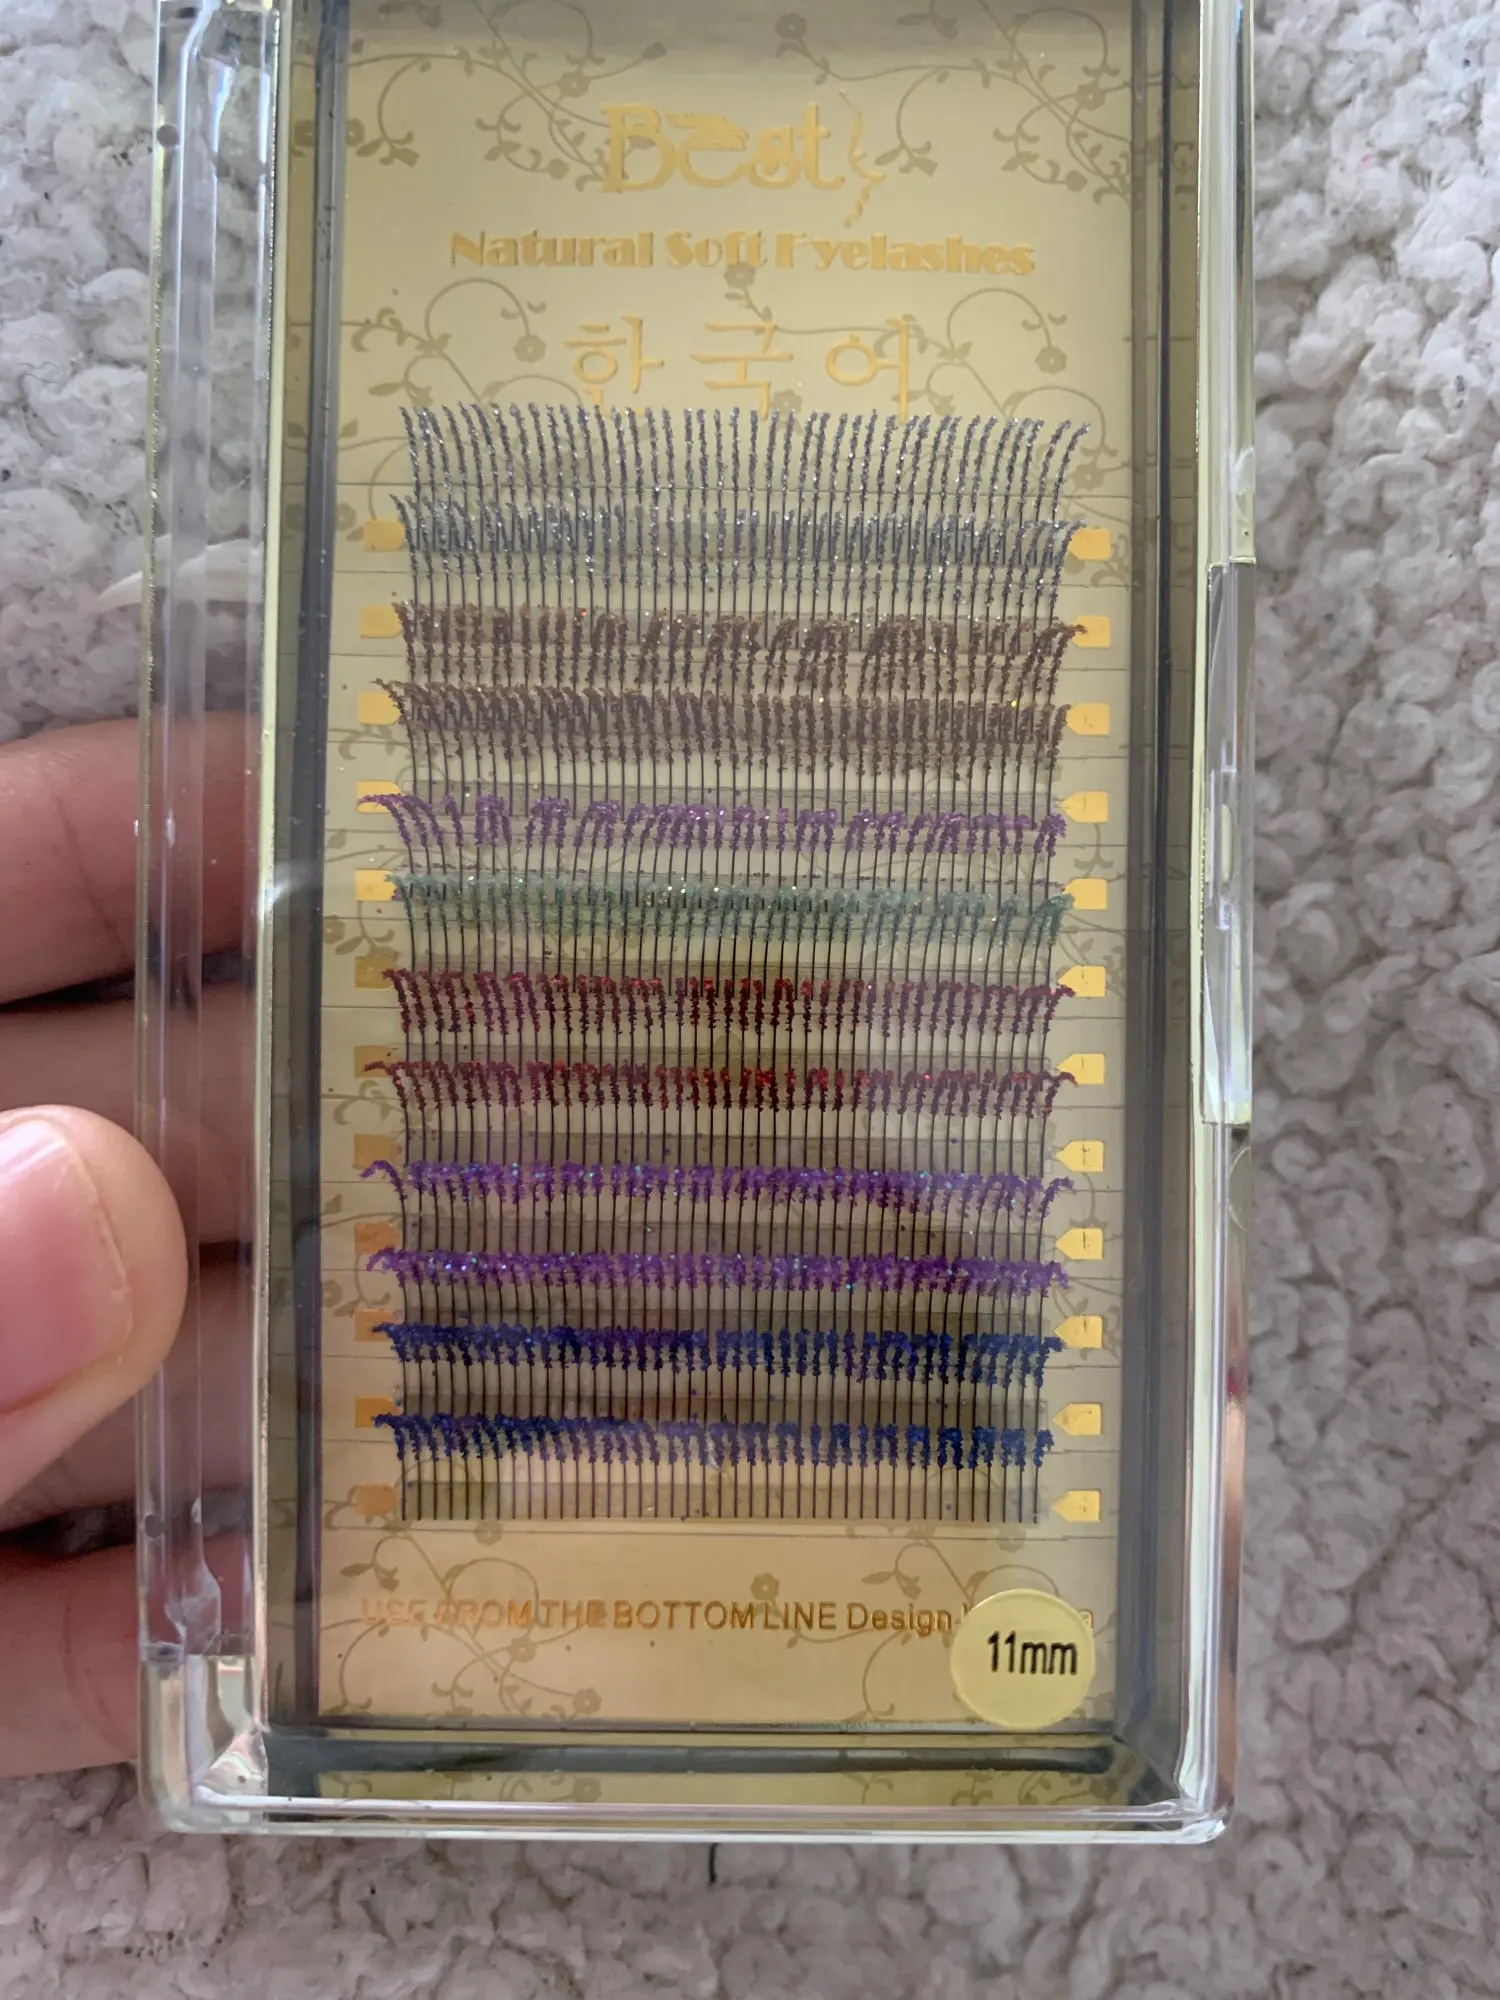 Best
Natural Soft Eyelashes
한국어
USE FROM THE BOTTOM LINE Design
11mm